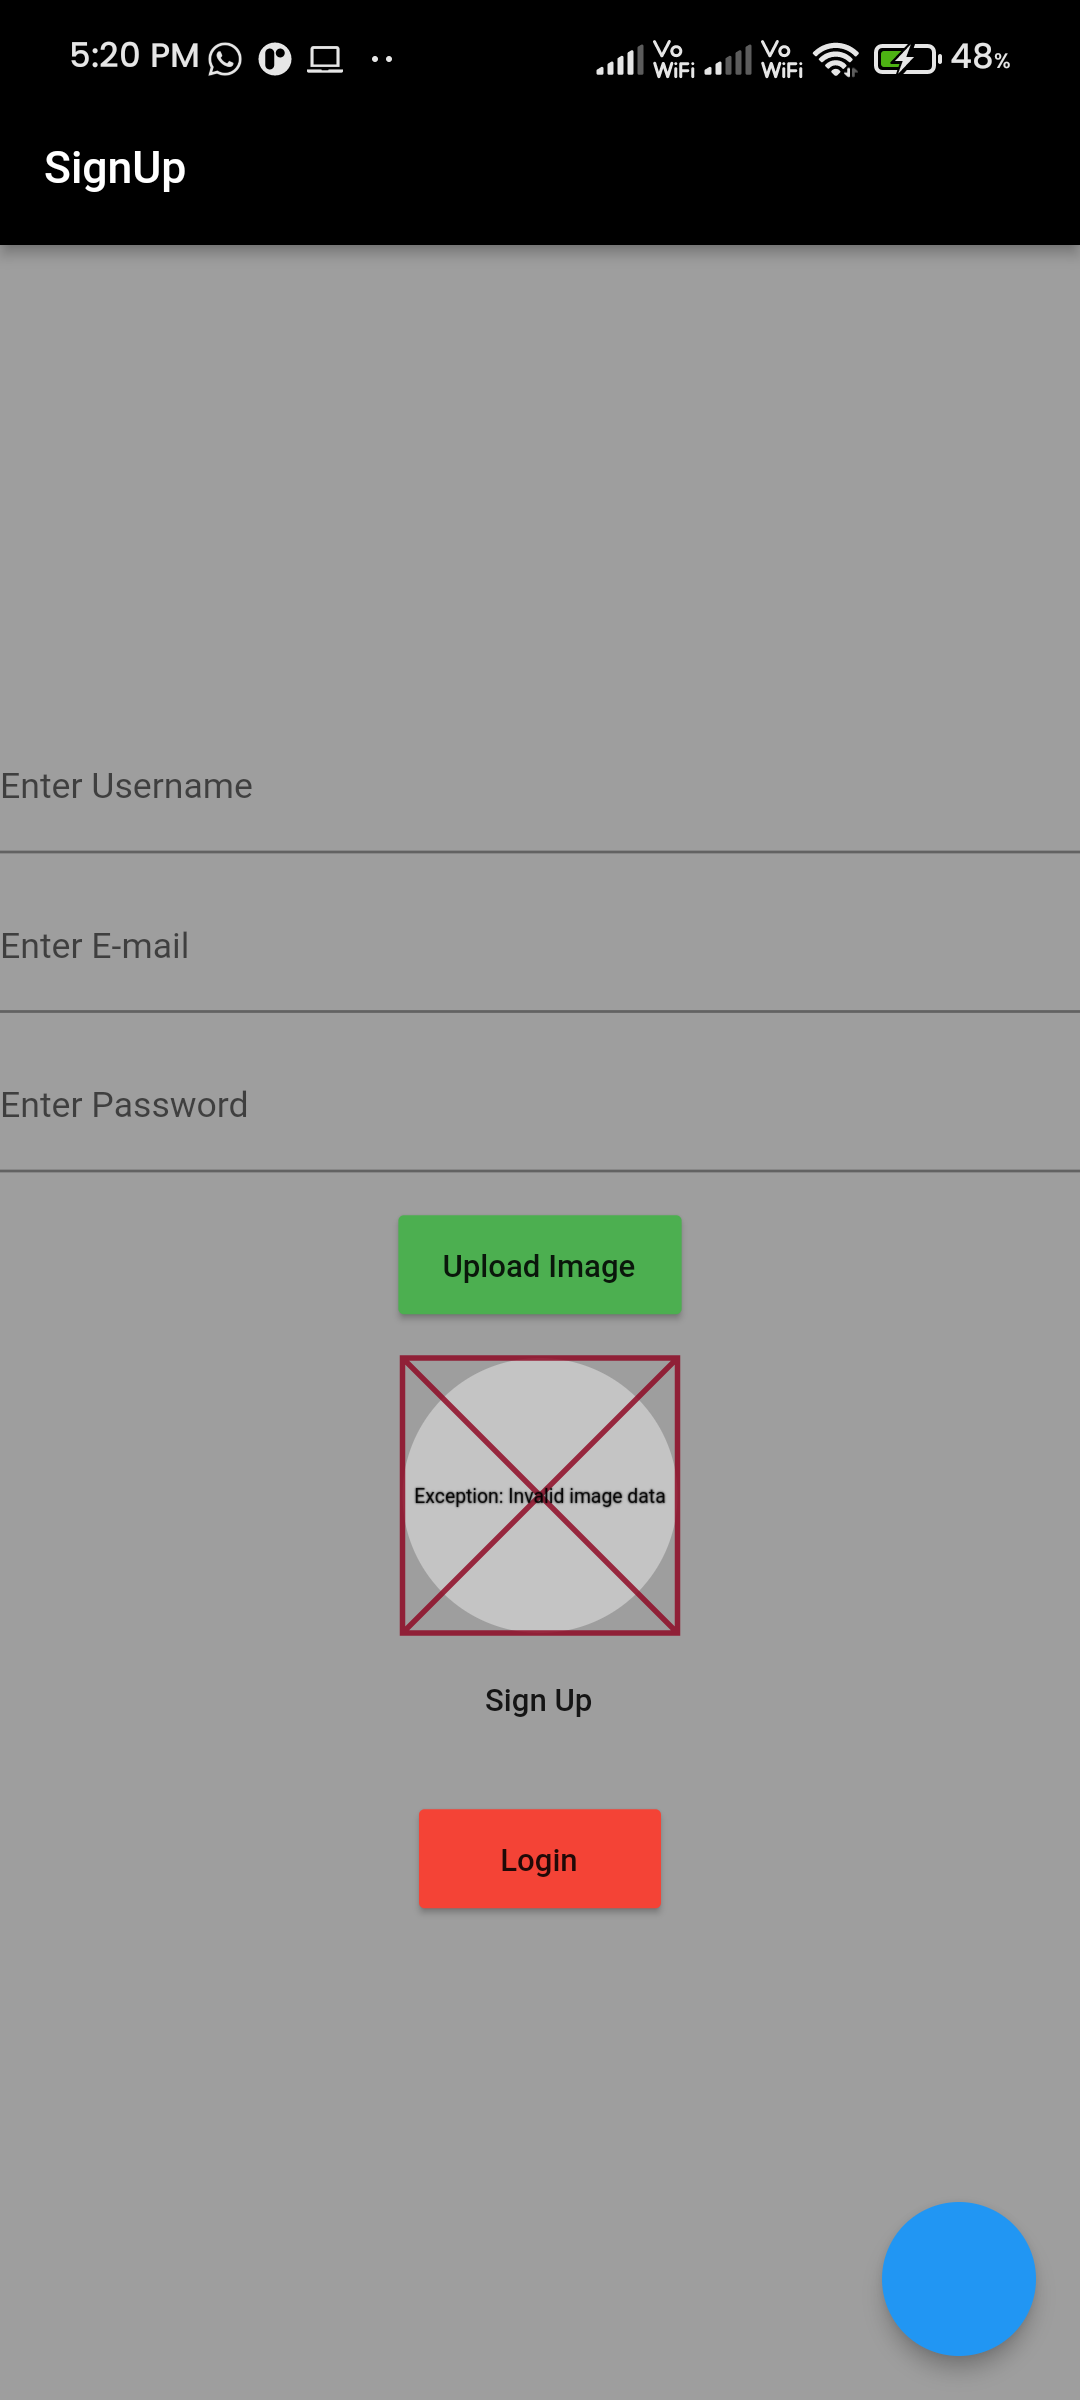 5:20 PM
Vo WiFi Vo WiFi 48%
SignUp
Enter Username
Enter E-mail
Enter Password
Upload Image
Exception: Invalid image data
Sign Up
Login